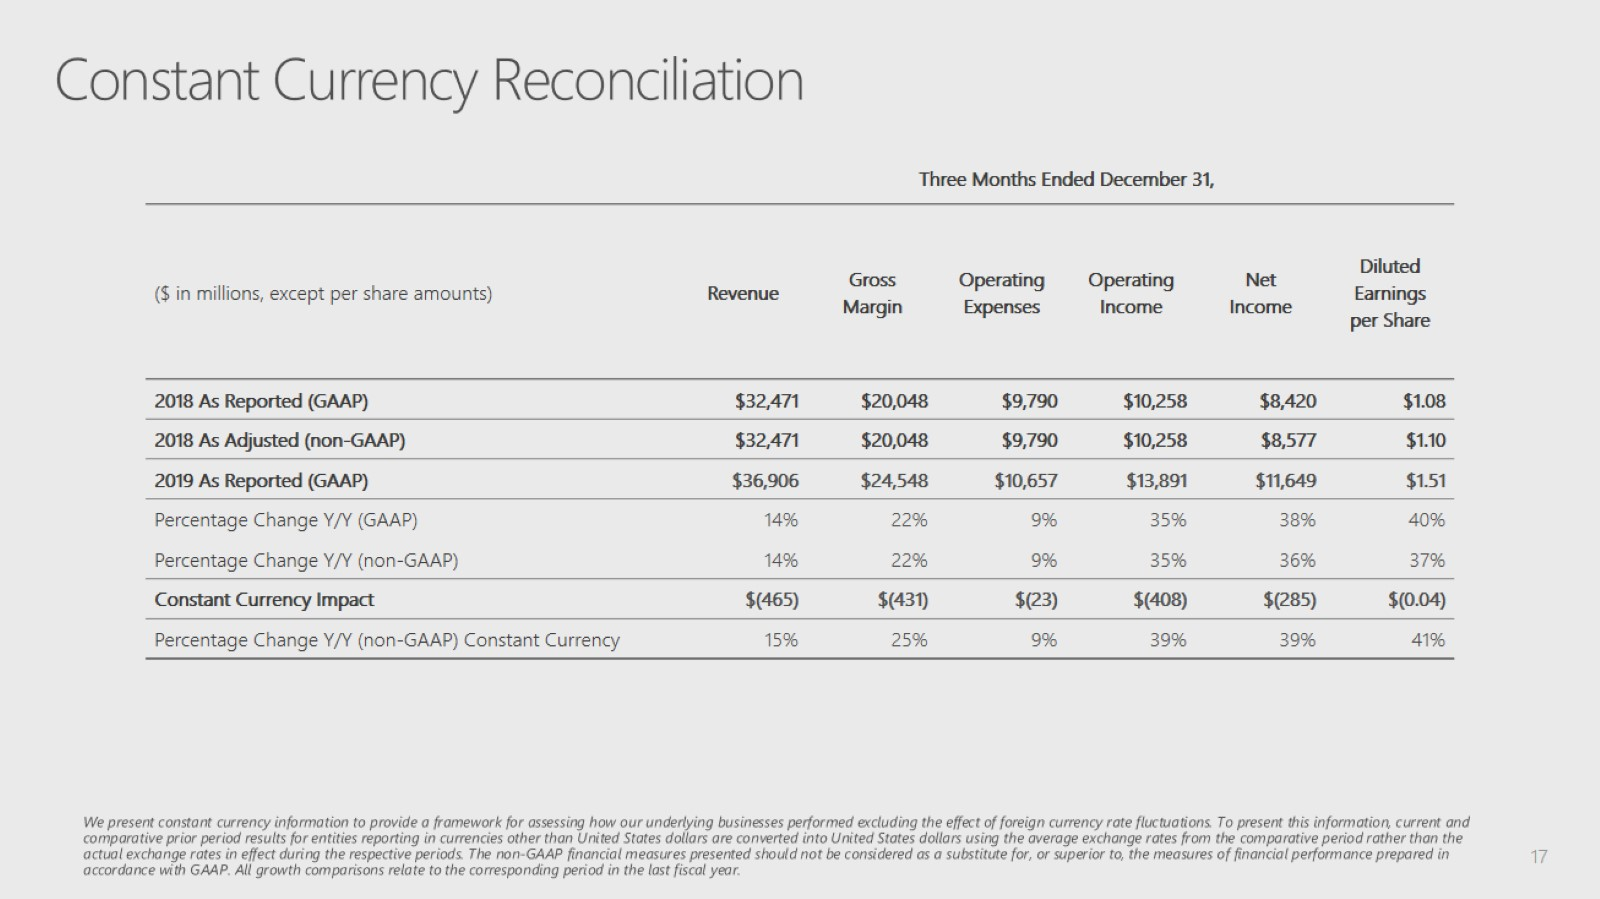 Constant Currency Reconciliation
Three Months Ended December 31,
($ in millions, except per share amounts) Revenue Gross Margin Operating Expenses Operating Income Net Income Diluted Earnings per Share
2018 As Reported (GAAP) $32,471 $20,048 $9,790 $10,258 $8,420 $1.08
2018 As Adjusted (non-GAAP) $32,471 $20,048 $9,790 $10,258 $8,577 $1.10
2019 As Reported (GAAP) $36,906 $24,548 $10,657 $13,891 $11,649 $1.51
Percentage Change Y/Y (GAAP) 14% 22% 9% 35% 38% 40%
Percentage Change Y/Y (non-GAAP) 14% 22% 9% 35% 36% 37%
Constant Currency Impact $(465) $(431) $(23) $(408) $(285) $(0.04)
Percentage Change Y/Y (non-GAAP) Constant Currency 15% 25% 9% 39% 39% 41%
We present constant currency information to provide a framework for assessing how our underlying businesses performed excluding the effect of foreign currency rate fluctuations. To present this information, current and
comparative prior period results for entities reporting in currencies other than United States dollars are converted into United States dollars using the average exchange rates from the comparative period rather than the
actual exchange rates in effect during the respective periods. The non-GAAP financial measures presented should not be considered as a substitute for, or superior to, the measures of financial performance prepared in
accordance with GAAP. All growth comparisons relate to the corresponding period in the last fiscal year.
17